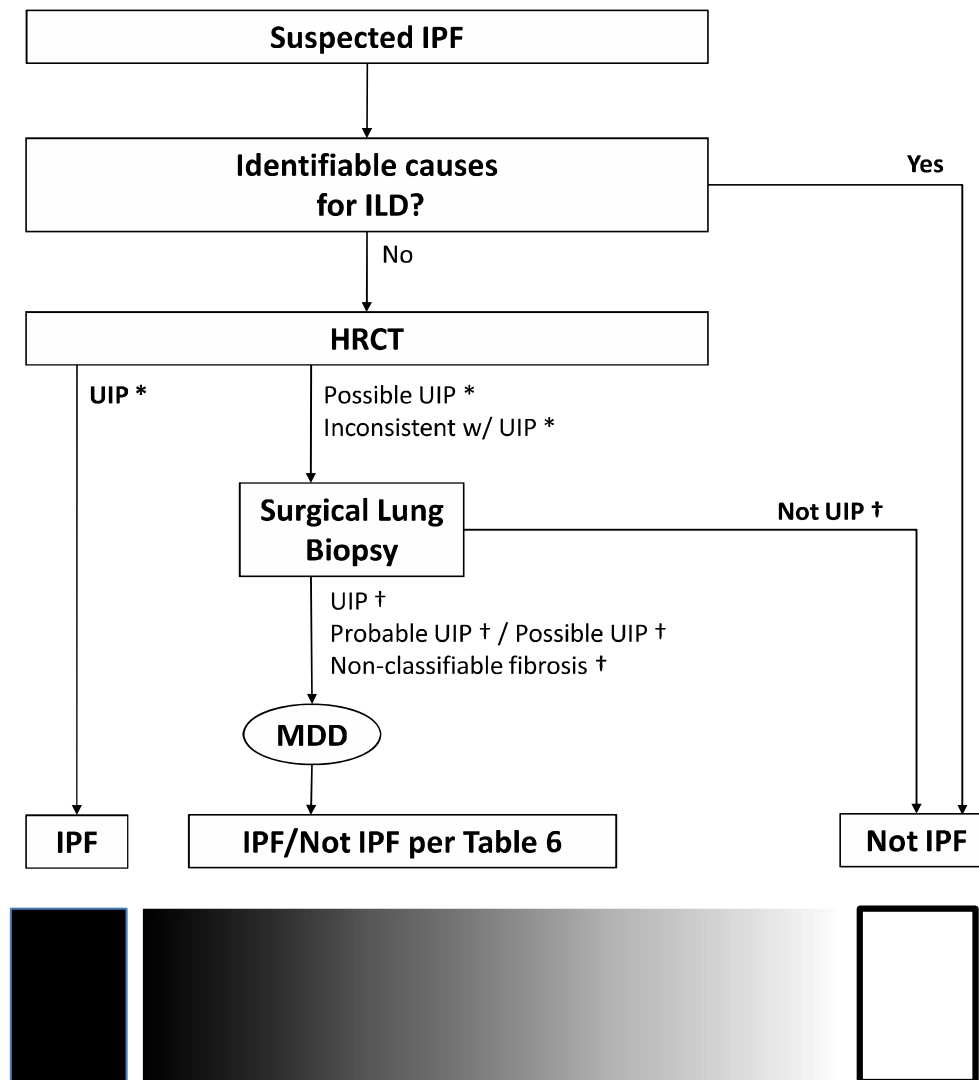 Suspected IPF
Identifiable causes
for ILD?
Yes
No
HRCT
UIP *
Possible UIP *
Inconsistent w/ UIP *
Surgical Lung
Biopsy
Not UIP †
UIP †
Probable UIP † / Possible UIP †
Non-classifiable fibrosis †
MDD
IPF
IPF/Not IPF per Table 6
Not IPF